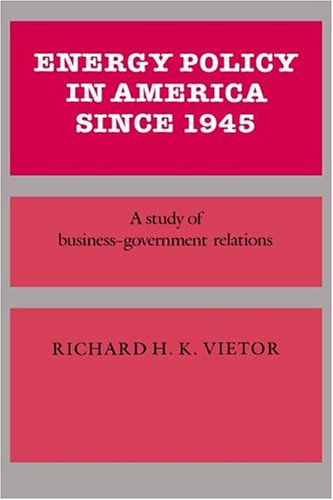 ENERGY POLICY
IN AMERICA
SINCE 1945
A study of
business–government relations
RICHARD H. K. VIETOR